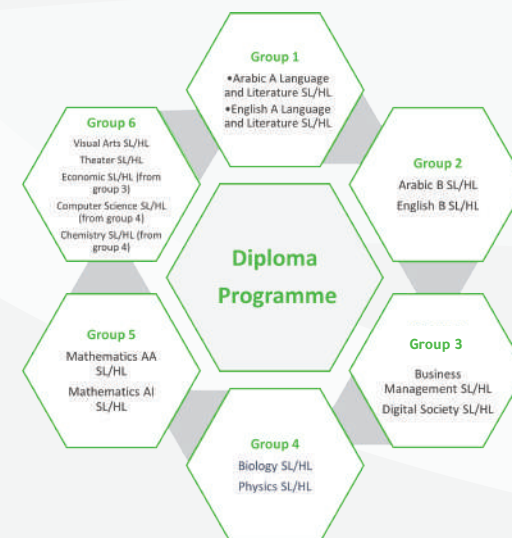 Group 1
•Arabic A Language
and Literature SL/HL
•English A Language
and Literature SL/HL
Group 2
Arabic B SL/HL
English B SL/HL
Group 3
Business
Management SL/HL
Digital Society SL/HL
Group 4
Biology SL/HL
Physics SL/HL
Group 5
Mathematics AA
SL/HL
Mathematics AI
SL/HL
Group 6
Visual Arts SL/HL
Theater SL/HL
Economic SL/HL (from
group 3)
Computer Science SL/HL
(from group 4)
Chemistry SL/HL (from
group 4)
Diploma
Programme